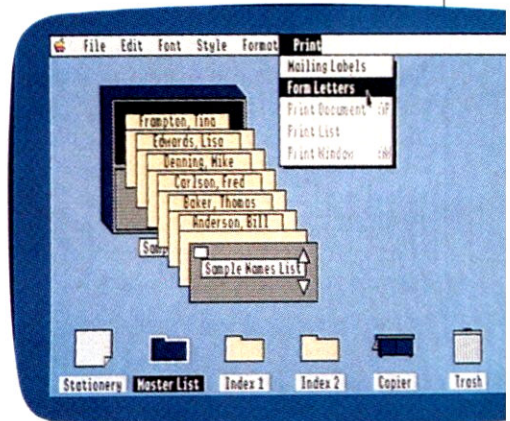 File Edit Font Style Format Print
Mailing Labels
Form Letters
Print Document
Print List
Print Window
Frampton, Tina
Edwards, Lisa
Denning, Mike
Carlson, Fred
Baker, Thomas
Anderson, Bill
Sample Names List
Stationery Master List Index 1 Index 2 Copier Trash